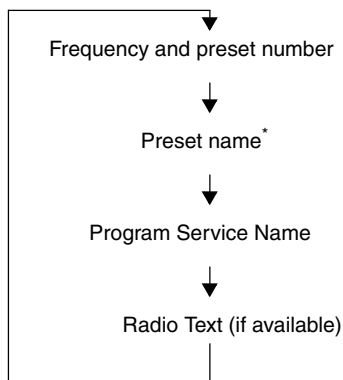 Frequency and preset number
Preset name*
Program Service Name
Radio Text (if available)